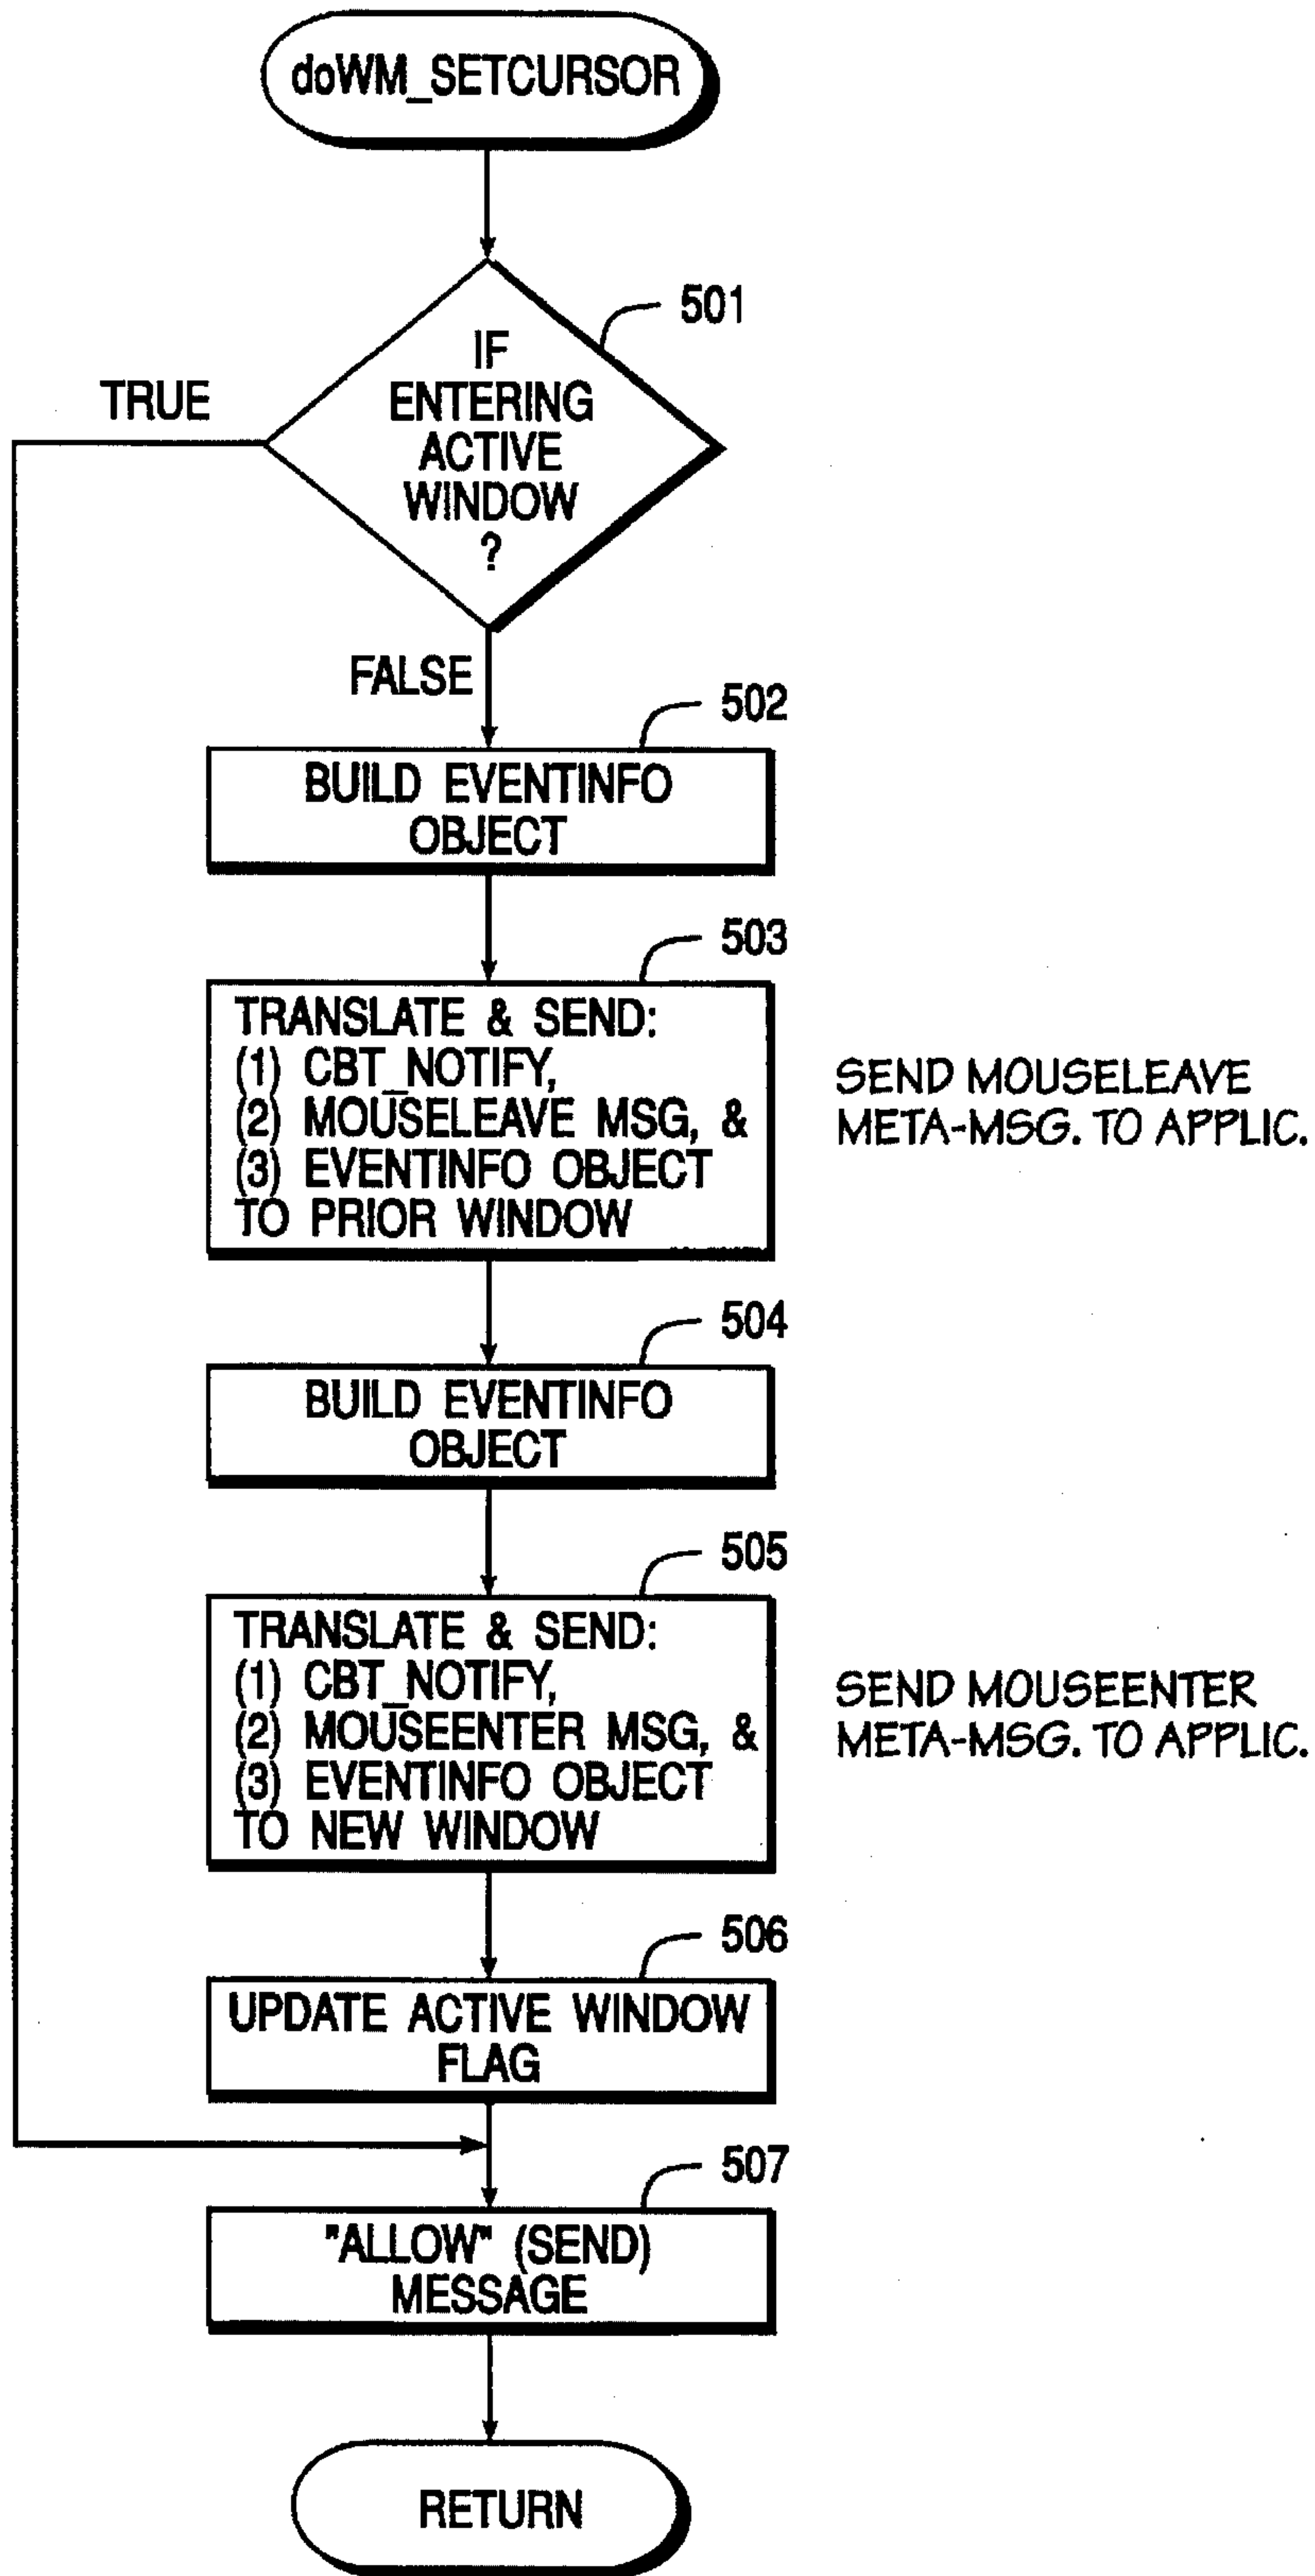 doWM_SETCURSOR
501
IF
ENTERING
ACTIVE
WINDOW
?
TRUE
FALSE
502
BUILD EVENTINFO
OBJECT
503
TRANSLATE & SEND:
(1) CBT_NOTIFY,
(2) MOUSELEAVE MSG, &
(3) EVENTINFO OBJECT
TO PRIOR WINDOW
SEND MOUSELEAVE
META-MSG. TO APPLIC.
504
BUILD EVENTINFO
OBJECT
505
TRANSLATE & SEND:
(1) CBT_NOTIFY,
(2) MOUSEENTER MSG, &
(3) EVENTINFO OBJECT
TO NEW WINDOW
SEND MOUSEENTER
META-MSG. TO APPLIC.
506
UPDATE ACTIVE WINDOW
FLAG
507
"ALLOW" (SEND)
MESSAGE
RETURN